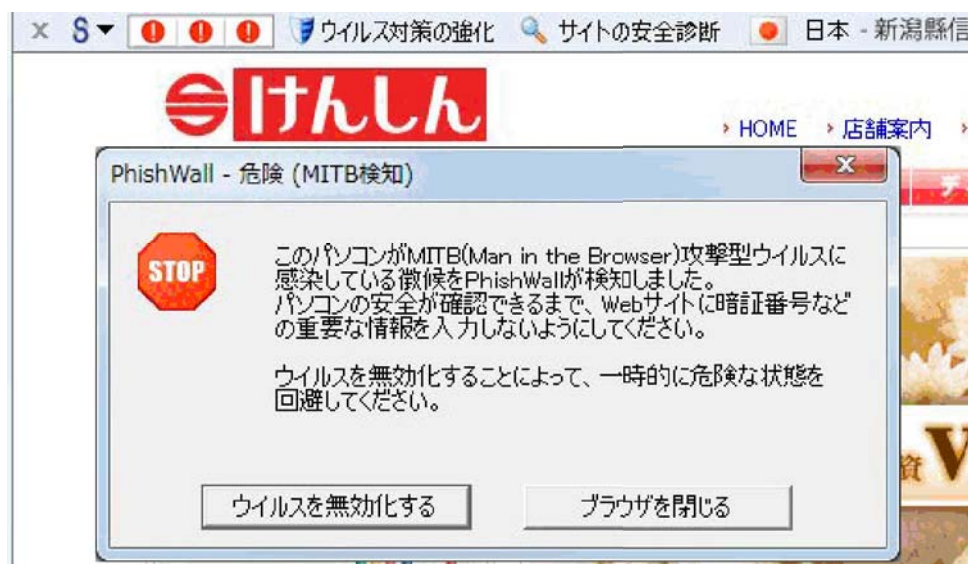 × S▼ ウイルス対策の強化 サイトの安全診断 日本 - 新潟縣信
けんしん
HOME 店舗案内
PhishWall - 危険 (MITB検知)
STOP
このパソコンがMITB(Man in the Browser)攻撃型ウイルスに
感染している徴候をPhishWallが検知しました。
パソコンの安全が確認できるまで、Webサイトに暗証番号など
の重要な情報を入力しないようにしてください。
ウイルスを無効化することによって、一時的に危険な状態を
回避してください。
資 V
ウイルスを無効化する ブラウザを閉じる